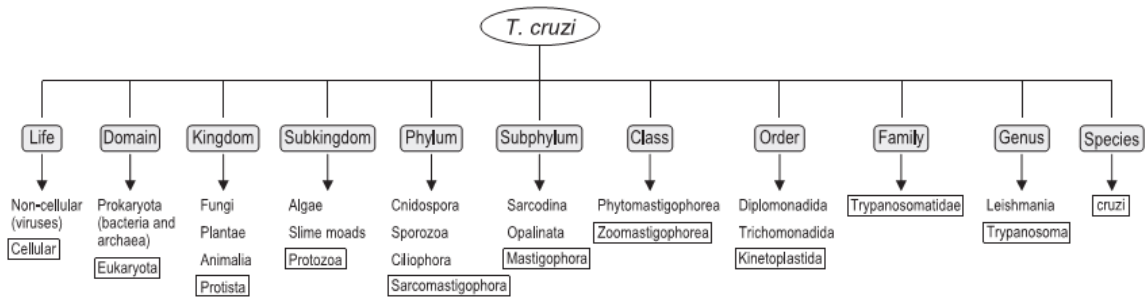 T. cruzi
Life
Domain
Kingdom
Subkingdom
Phylum
Subphylum
Class
Order
Family
Genus
Species
Non-cellular
(viruses)
Cellular
Prokaryota
(bacteria and
archaea)
Eukaryota
Fungi
Plantae
Animalia
Protista
Algae
Slime moads
Protozoa
Cnidospora
Sporozoa
Ciliophora
Sarcomastigophora
Sarcodina
Opalinata
Mastigophora
Phytomastigophorea
Zoomastigophorea
Diplomonadida
Trichomonadida
Kinetoplastida
Trypanosomatidae
Leishmania
Trypanosoma
cruzi